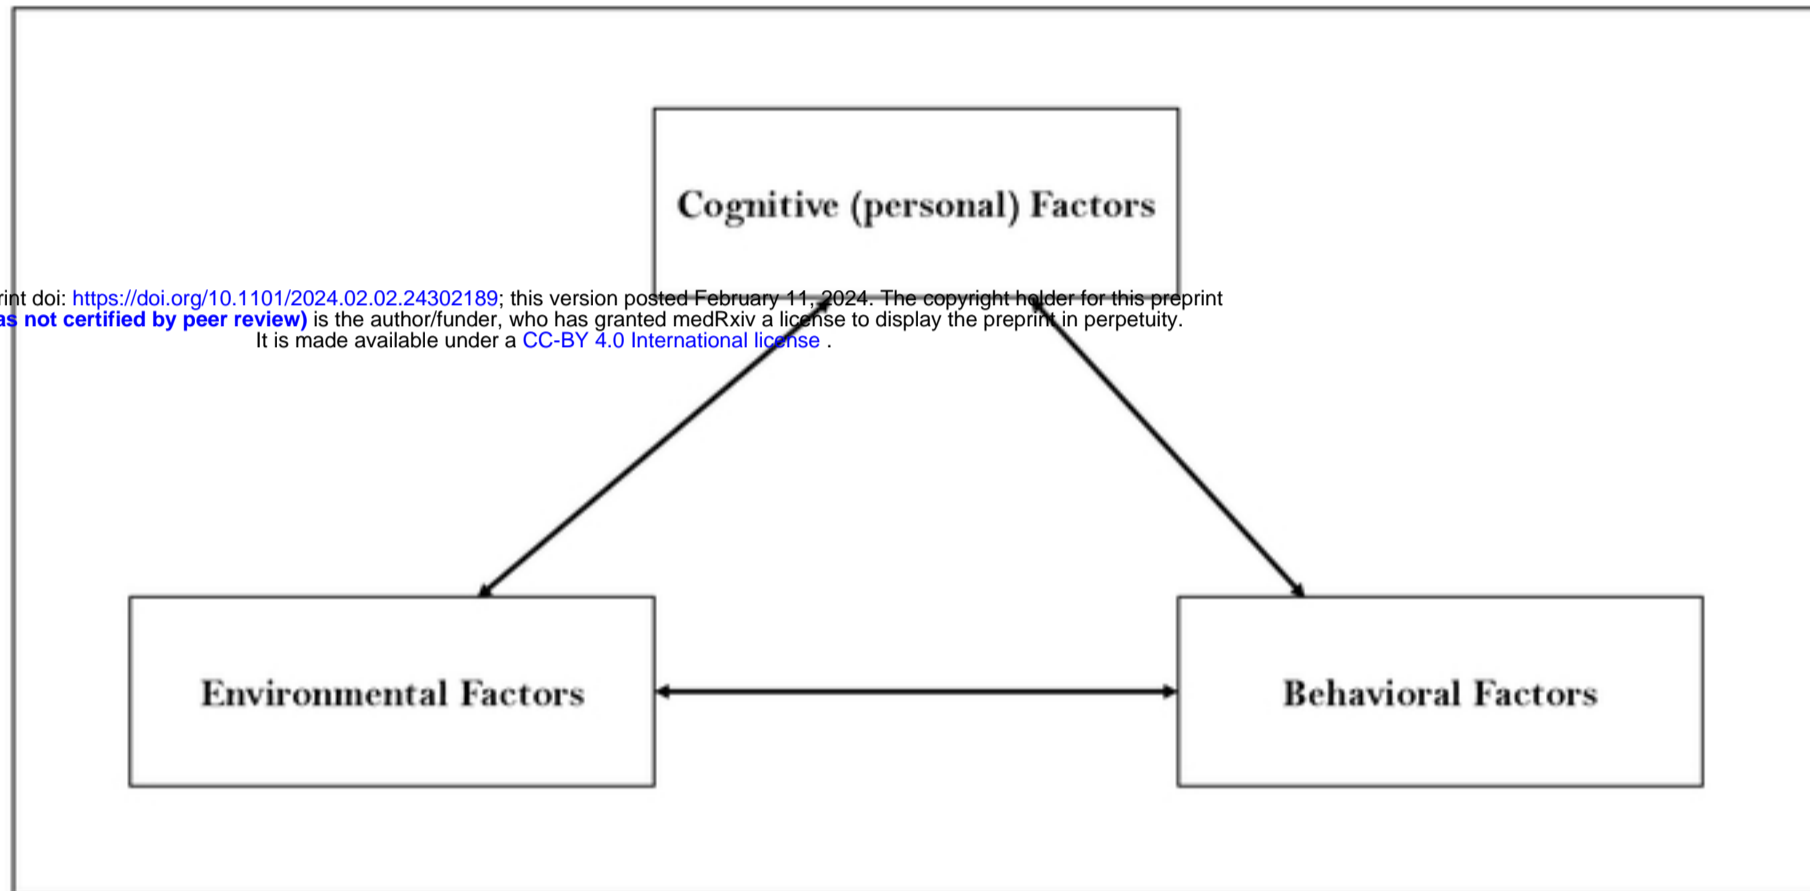 Cognitive (personal) Factors
doi: https://doi.org/10.1101/2024.02.02.24302189; this version posted February 11, 2024. The copyright holder for this preprint
not certified by peer review) is the author/funder, who has granted medRxiv a license to display the preprint in perpetuity.
It is made available under a CC-BY 4.0 International license .
Environmental Factors
Behavioral Factors